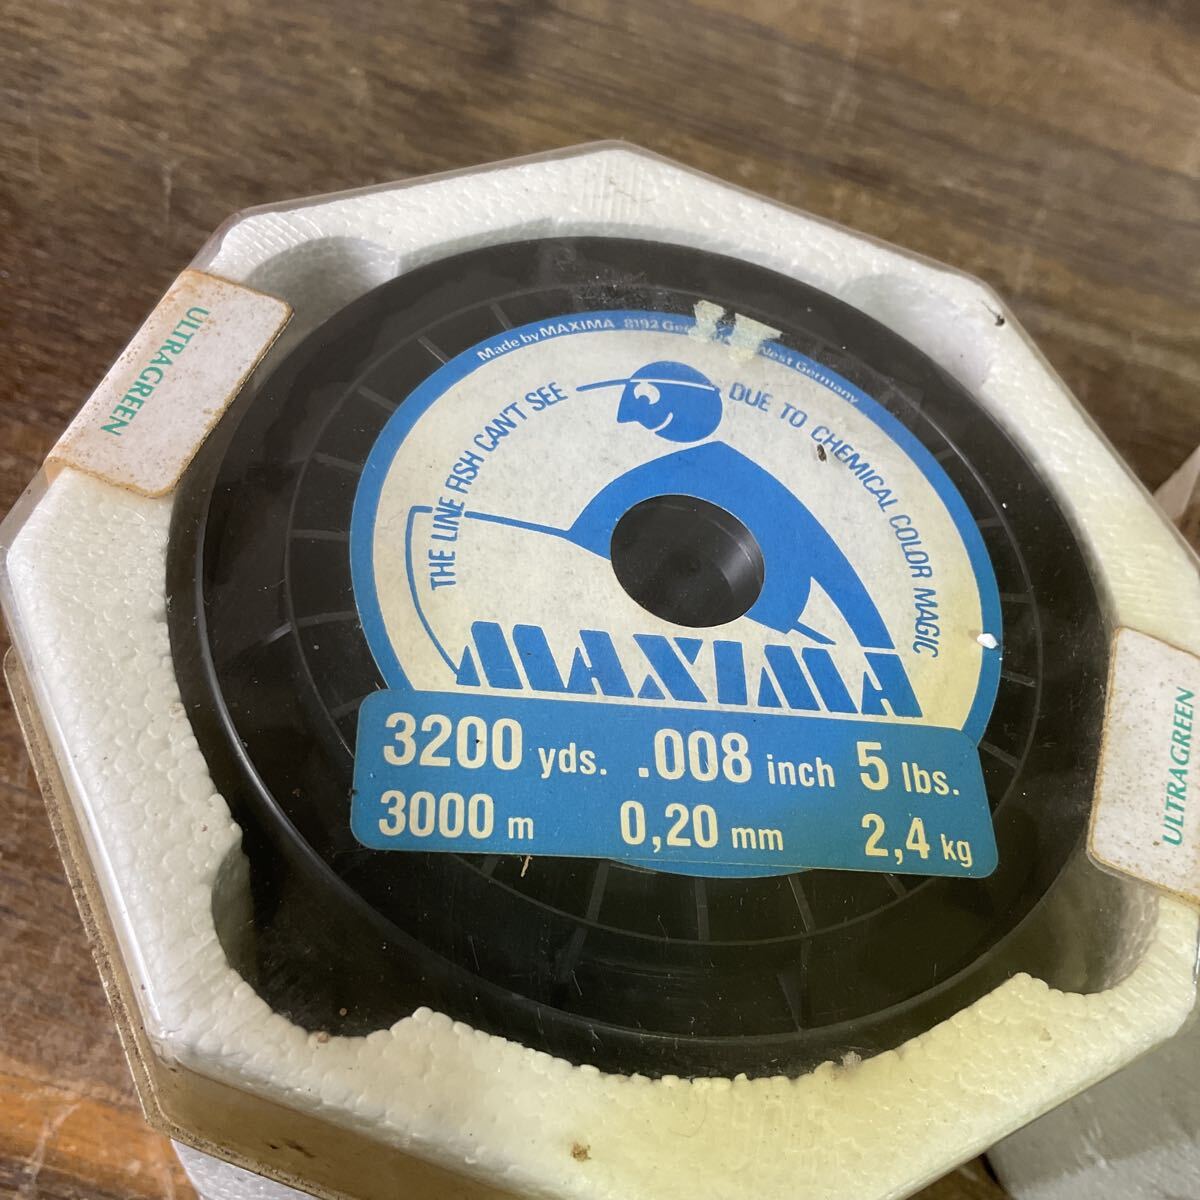 ULTRAGREEN
Made by MAXIMA 8192 West Germany
THE LINE FISH CAN'T SEE
DUE TO CHEMICAL COLOR MAGIC
MAXIMA
3200 yds. .008 inch 5 lbs.
3000 m 0,20 mm 2,4 kg
ULTRAGREEN